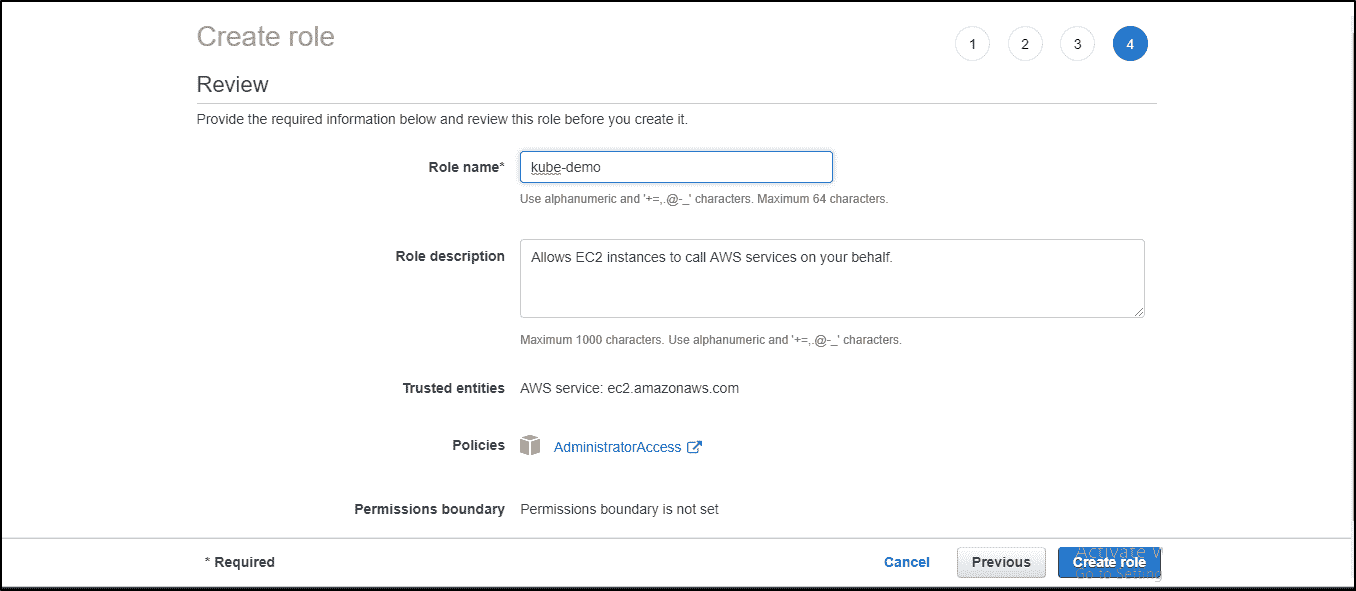 Create role
1 2 3 4
Review
Provide the required information below and review this role before you create it.
Role name* kube-demo
Use alphanumeric and '+=,.@-_' characters. Maximum 64 characters.
Role description Allows EC2 instances to call AWS services on your behalf.
Maximum 1000 characters. Use alphanumeric and '+=,.@-_' characters.
Trusted entities AWS service: ec2.amazonaws.com
Policies AdministratorAccess
Permissions boundary Permissions boundary is not set
* Required Cancel Previous Create role
Activate W
Go to Setting